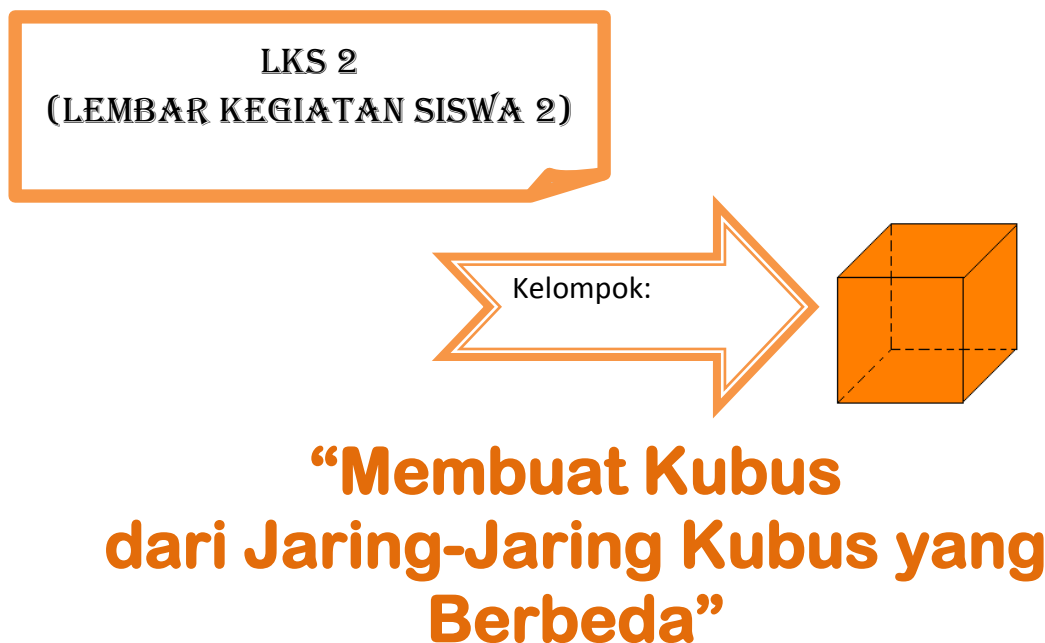 LKS 2
(LEMBAR KEGIATAN SISWA 2)
Kelompok:
“Membuat Kubus
dari Jaring-Jaring Kubus yang
Berbeda”